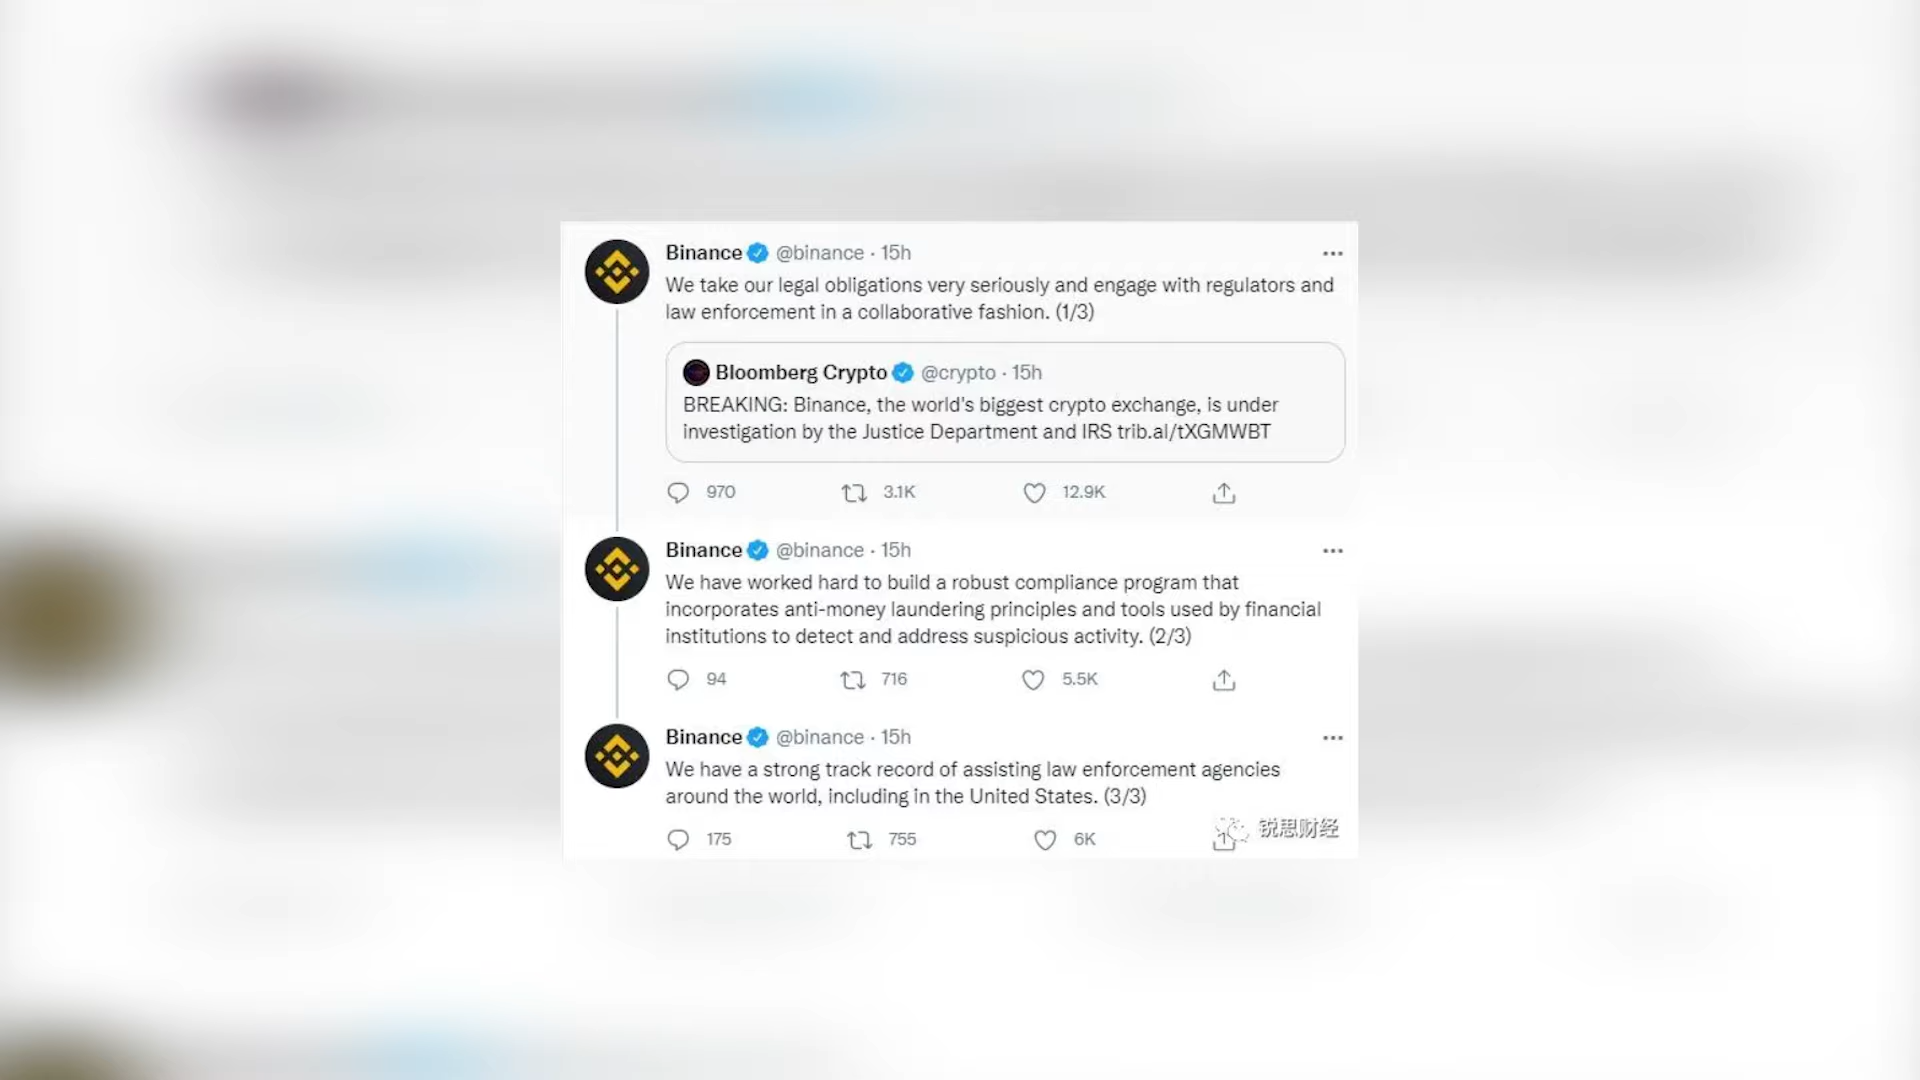 Binance @binance · 15h
We take our legal obligations very seriously and engage with regulators and
law enforcement in a collaborative fashion. (1/3)
Bloomberg Crypto @crypto · 15h
BREAKING: Binance, the world's biggest crypto exchange, is under
investigation by the Justice Department and IRS trib.al/tXGMWBT
970 3.1K 12.9K
Binance @binance · 15h
We have worked hard to build a robust compliance program that
incorporates anti-money laundering principles and tools used by financial
institutions to detect and address suspicious activity. (2/3)
94 716 5.5K
Binance @binance · 15h
We have a strong track record of assisting law enforcement agencies
around the world, including in the United States. (3/3)
锐思财经
175 755 6K